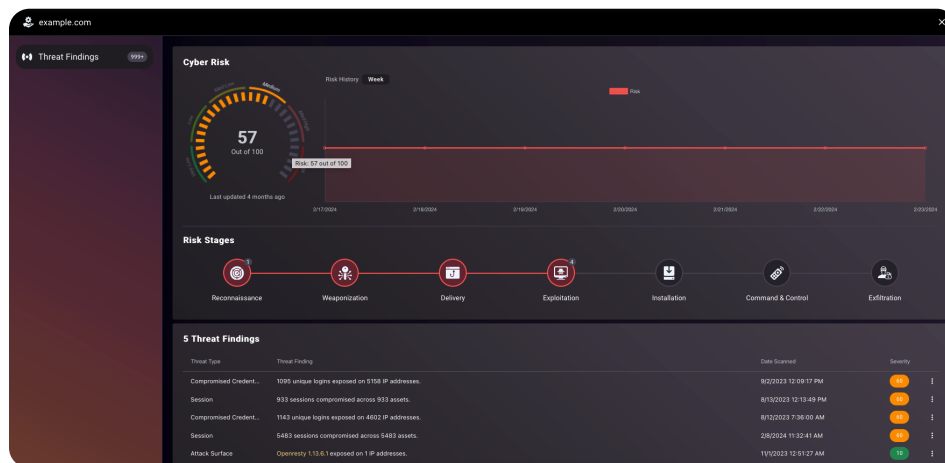 example.com
Threat Findings 999+
Cyber Risk
Risk History Week
Risk
Medium
57
Out of 100
Risk: 57 out of 100
Last updated 4 months ago
2/17/2024 2/18/2024 2/19/2024 2/20/2024 2/21/2024 2/22/2024 2/23/2024
Risk Stages
1 4
Reconnaissance Weaponization Delivery Exploitation Installation Command & Control Exfiltration
5 Threat Findings
Threat Type Threat Finding Date Scanned Severity
Compromised Credent... 1095 unique logins exposed on 5158 IP addresses. 9/2/2023 12:09:17 PM 60
Session 933 sessions compromised across 933 assets. 8/13/2023 12:13:49 PM 60
Compromised Credent... 1143 unique logins exposed on 4602 IP addresses. 8/12/2023 7:36:00 AM 60
Session 5483 sessions compromised across 5483 assets. 2/8/2024 11:32:41 AM 60
Attack Surface Openresty 1.13.6.1 exposed on 1 IP addresses. 11/1/2023 12:51:27 AM 10